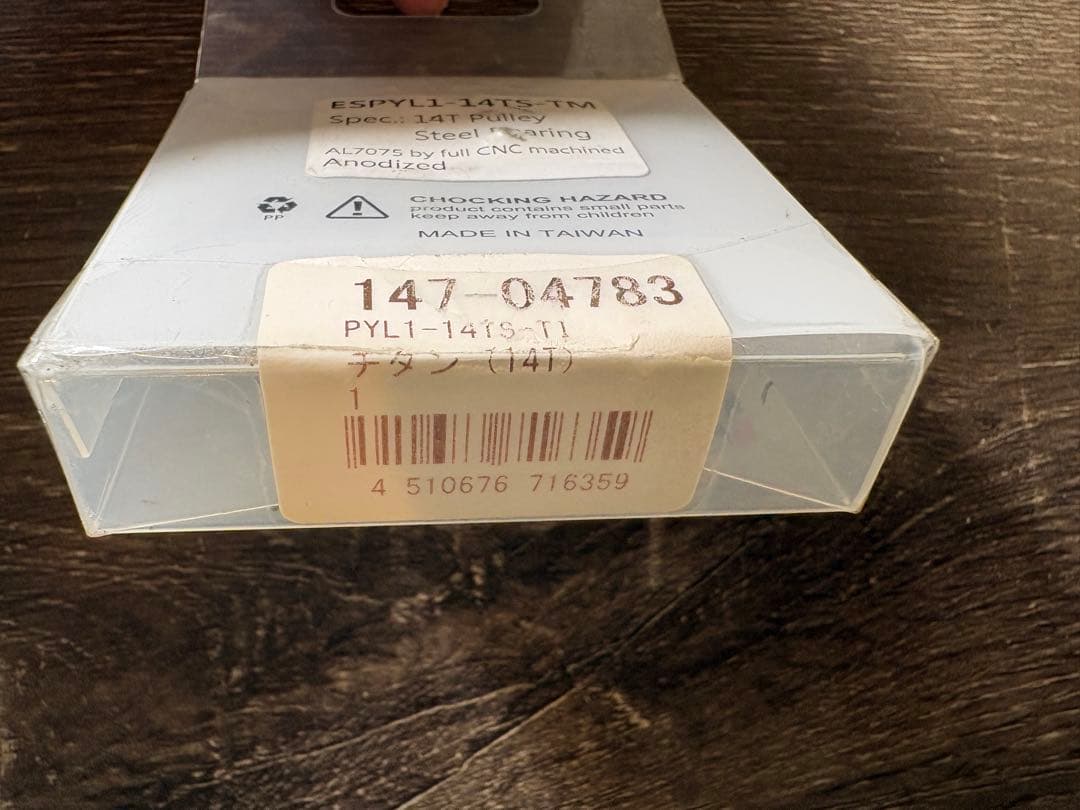 ESPYL1-14TS-TM
Spec.: 14T Pulley
Steel Bearing
AL7075 by full CNC machined
Anodized
PP
CHOCKING HAZARD
product contains small parts
keep away from children
MADE IN TAIWAN
147-04783
PYL1-14TS-TI
チタン (14T)
1
4 510676 716359